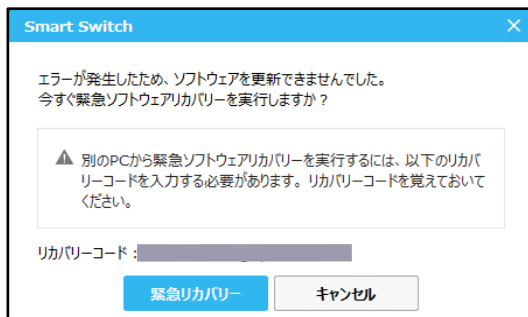 Smart Switch
エラーが発生したため、ソフトウェアを更新できませんでした。
今すぐ緊急ソフトウェアリカバリーを実行しますか？
別のPCから緊急ソフトウェアリカバリーを実行するには、以下のリカバ
リーコードを入力する必要があります。リカバリーコードを覚えておいて
ください。
リカバリーコード：
緊急リカバリー キャンセル